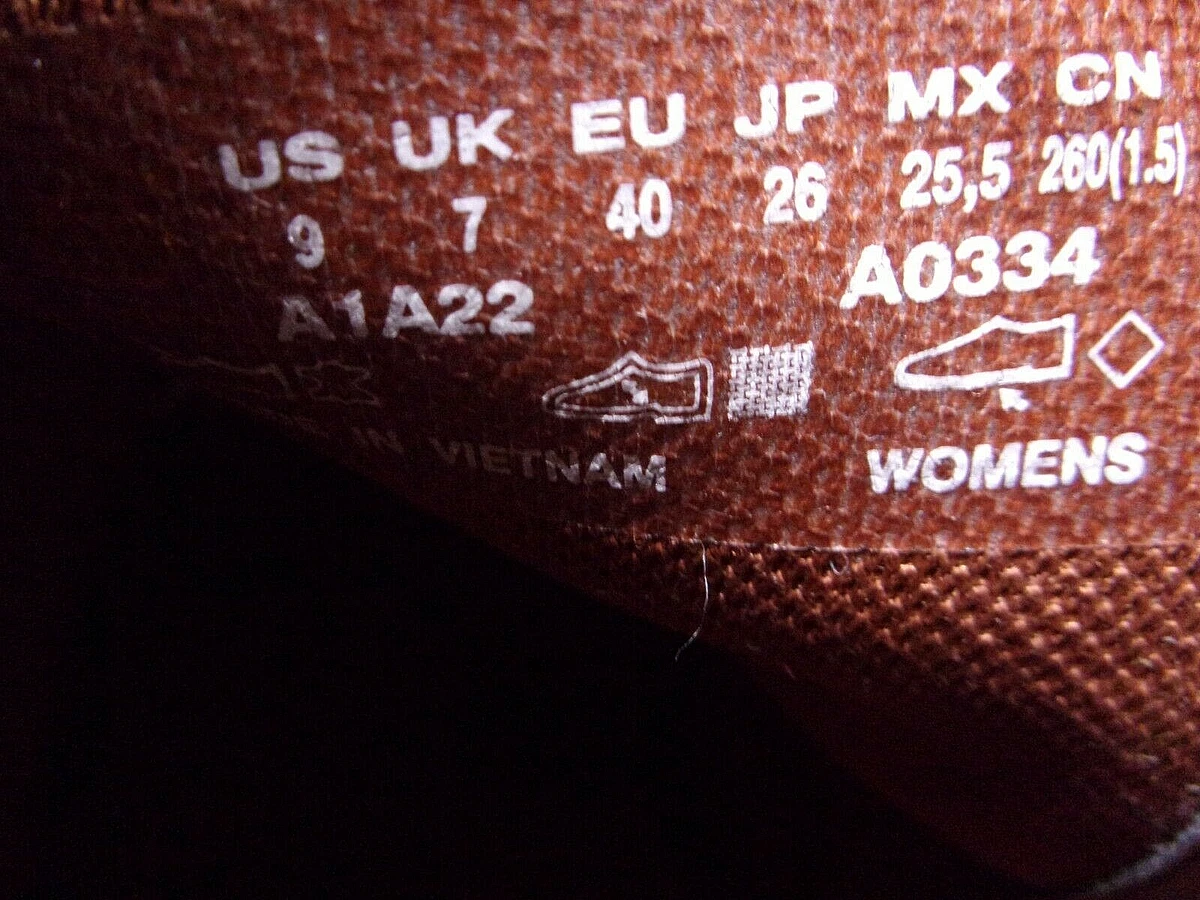 US UK EU JP MX CN
9 7 40 26 25,5 260(1.5)
A1A22 A0334
IN VIETNAM WOMENS